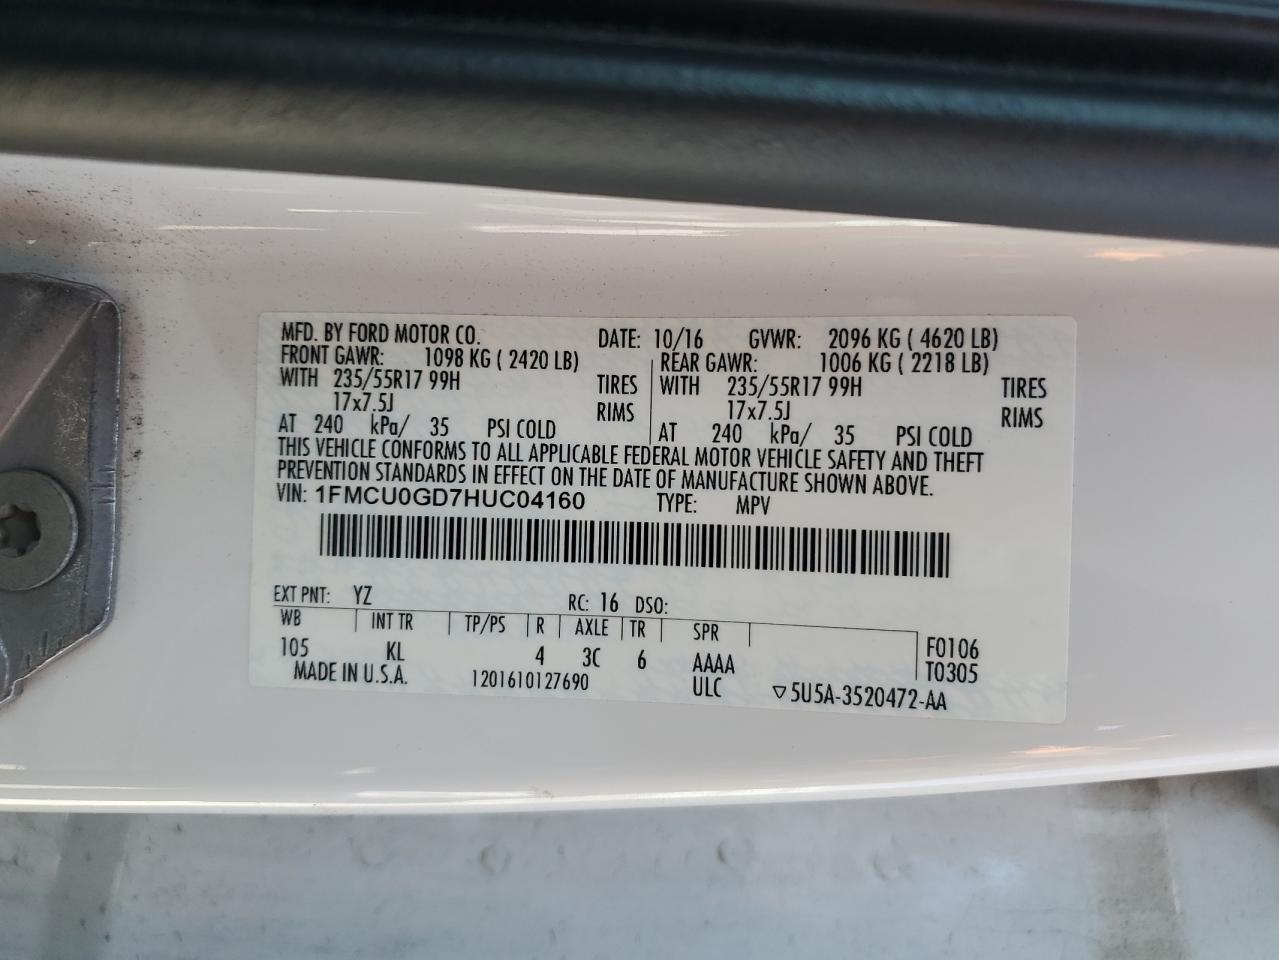 MFD. BY FORD MOTOR CO. DATE: 10/16 GVWR: 2096 KG ( 4620 LB)
FRONT GAWR: 1098 KG ( 2420 LB) REAR GAWR: 1006 KG ( 2218 LB)
WITH 235/55R17 99H TIRES WITH 235/55R17 99H TIRES
17x7.5J RIMS 17x7.5J RIMS
AT 240 kPa/ 35 PSI COLD AT 240 kPa/ 35 PSI COLD
THIS VEHICLE CONFORMS TO ALL APPLICABLE FEDERAL MOTOR VEHICLE SAFETY AND THEFT
PREVENTION STANDARDS IN EFFECT ON THE DATE OF MANUFACTURE SHOWN ABOVE.
VIN: 1FMCU0GD7HUC04160 TYPE: MPV
EXT PNT: YZ RC: 16 DSO:
WB INT TR TP/PS R AXLE TR SPR F0106
105 KL 4 3C 6 AAAA T0305
MADE IN U.S.A. 1201610127690 ULC ▽5U5A-3520472-AA